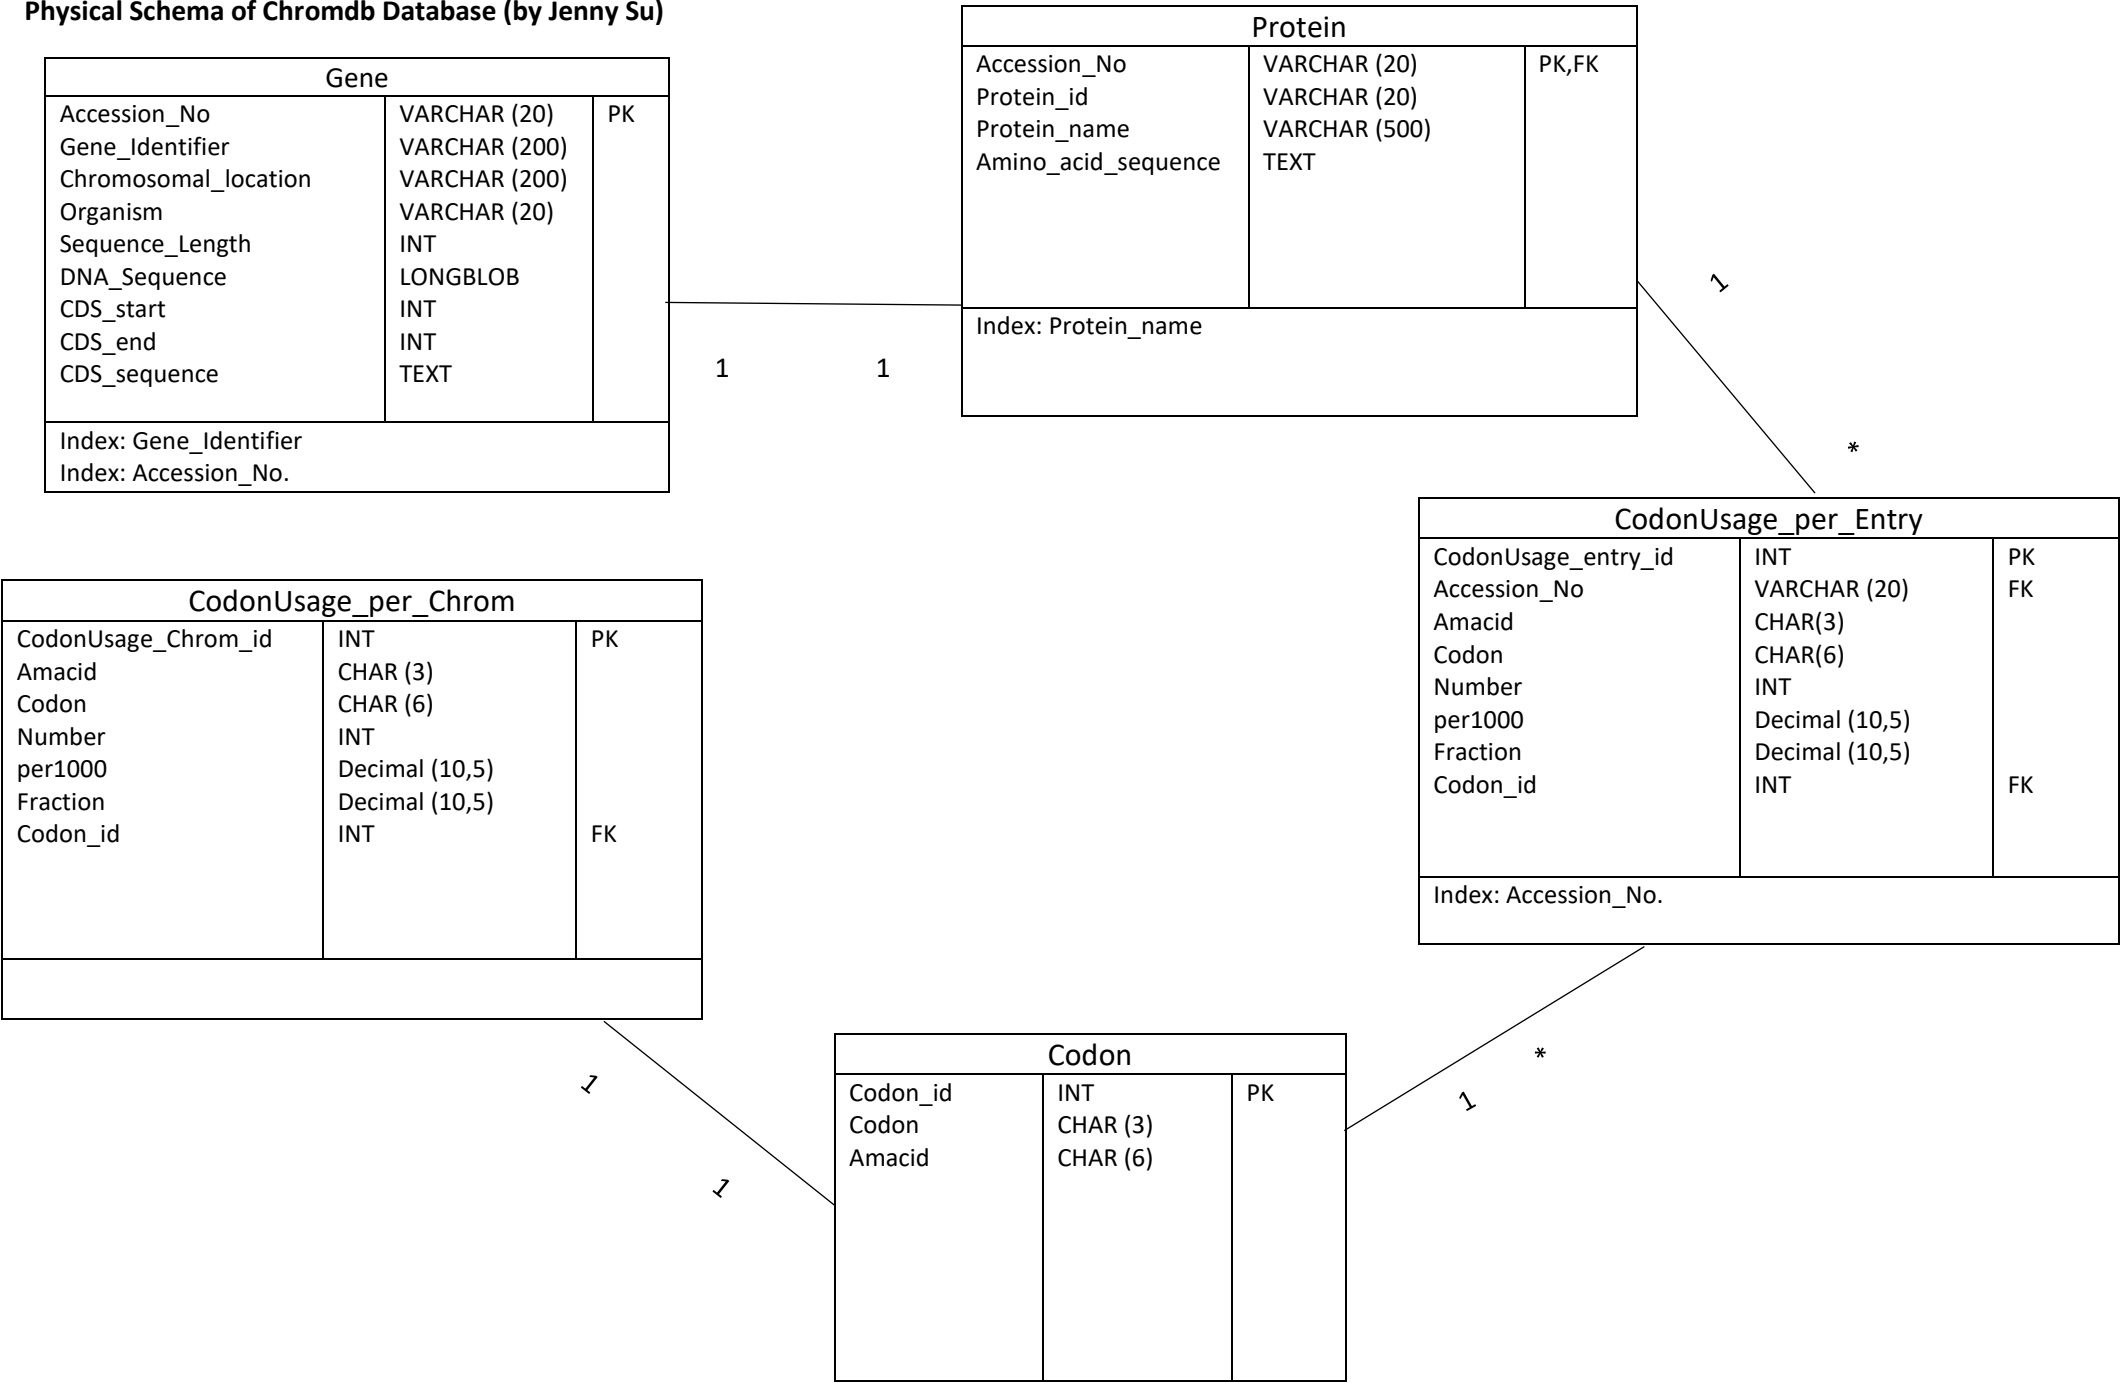 Physical Schema of Chromdb Database (by Jenny Su)
Gene
Accession_No VARCHAR (20) PK
Gene_Identifier VARCHAR (200)
Chromosomal_location VARCHAR (200)
Organism VARCHAR (20)
Sequence_Length INT
DNA_Sequence LONGBLOB
CDS_start INT
CDS_end INT
CDS_sequence TEXT
Index: Gene_Identifier
Index: Accession_No.
1 1
Protein
Accession_No VARCHAR (20) PK,FK
Protein_id VARCHAR (20)
Protein_name VARCHAR (500)
Amino_acid_sequence TEXT
Index: Protein_name
1
*
CodonUsage_per_Entry
CodonUsage_entry_id INT PK
Accession_No VARCHAR (20) FK
Amacid CHAR(3)
Codon CHAR(6)
Number INT
per1000 Decimal (10,5)
Fraction Decimal (10,5)
Codon_id INT FK
Index: Accession_No.
CodonUsage_per_Chrom
CodonUsage_Chrom_id INT PK
Amacid CHAR (3)
Codon CHAR (6)
Number INT
per1000 Decimal (10,5)
Fraction Decimal (10,5)
Codon_id INT FK
1
1
*
1
Codon
Codon_id INT PK
Codon CHAR (3)
Amacid CHAR (6)